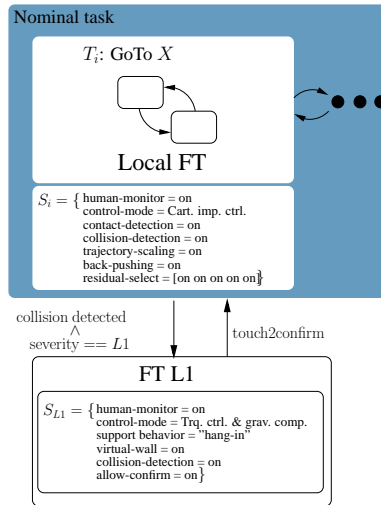 Nominal task
T_i: GoTo X
Local FT
S_i = { human-monitor = on
control-mode = Cart. imp. ctrl.
contact-detection = on
collision-detection = on
trajectory-scaling = on
back-pushing = on
residual-select = [on on on on on]}
collision detected
∧
severity == L1
touch2confirm
FT L1
S_{L1} = { human-monitor = on
control-mode = Trq. ctrl. & grav. comp.
support behavior = ”hang-in”
virtual-wall = on
collision-detection = on
allow-confirm = on}